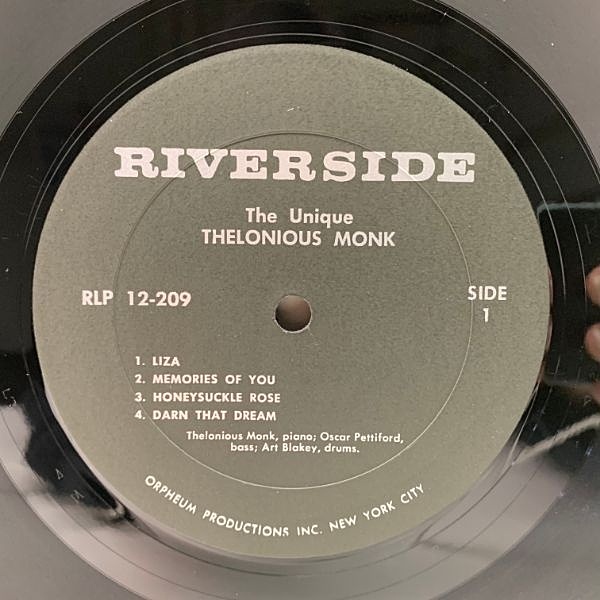 RIVERSIDE
The Unique
THELONIOUS MONK
RLP 12-209
SIDE
1
1. LIZA
2. MEMORIES OF YOU
3. HONEYSUCKLE ROSE
4. DARN THAT DREAM
Thelonious Monk, piano; Oscar Pettiford,
bass; Art Blakey, drums.
ORPHEUM PRODUCTIONS INC. NEW YORK CITY